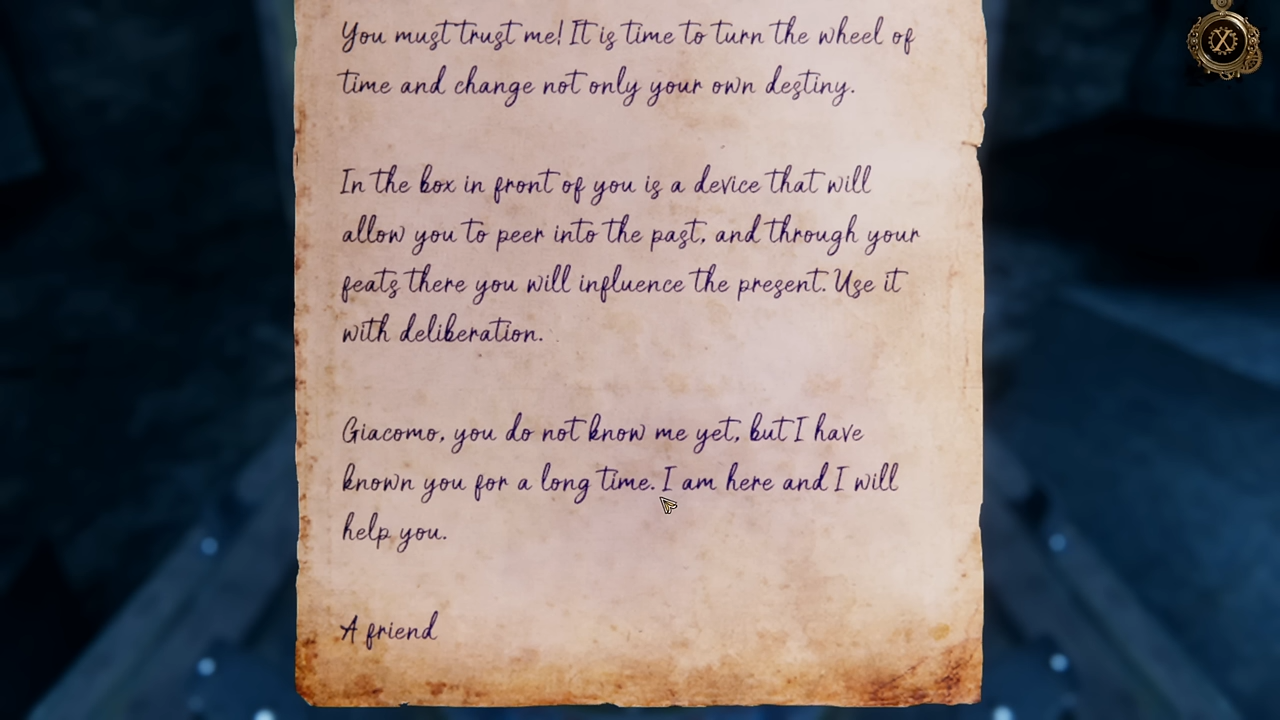 You must trust me! It is time to turn the wheel of
time and change not only your own destiny.
In the box in front of you is a device that will
allow you to peer into the past, and through your
feats there you will influence the present. Use it
with deliberation.
Giacomo, you do not know me yet, but I have
known you for a long time. I am here and I will
help you.
A friend
X